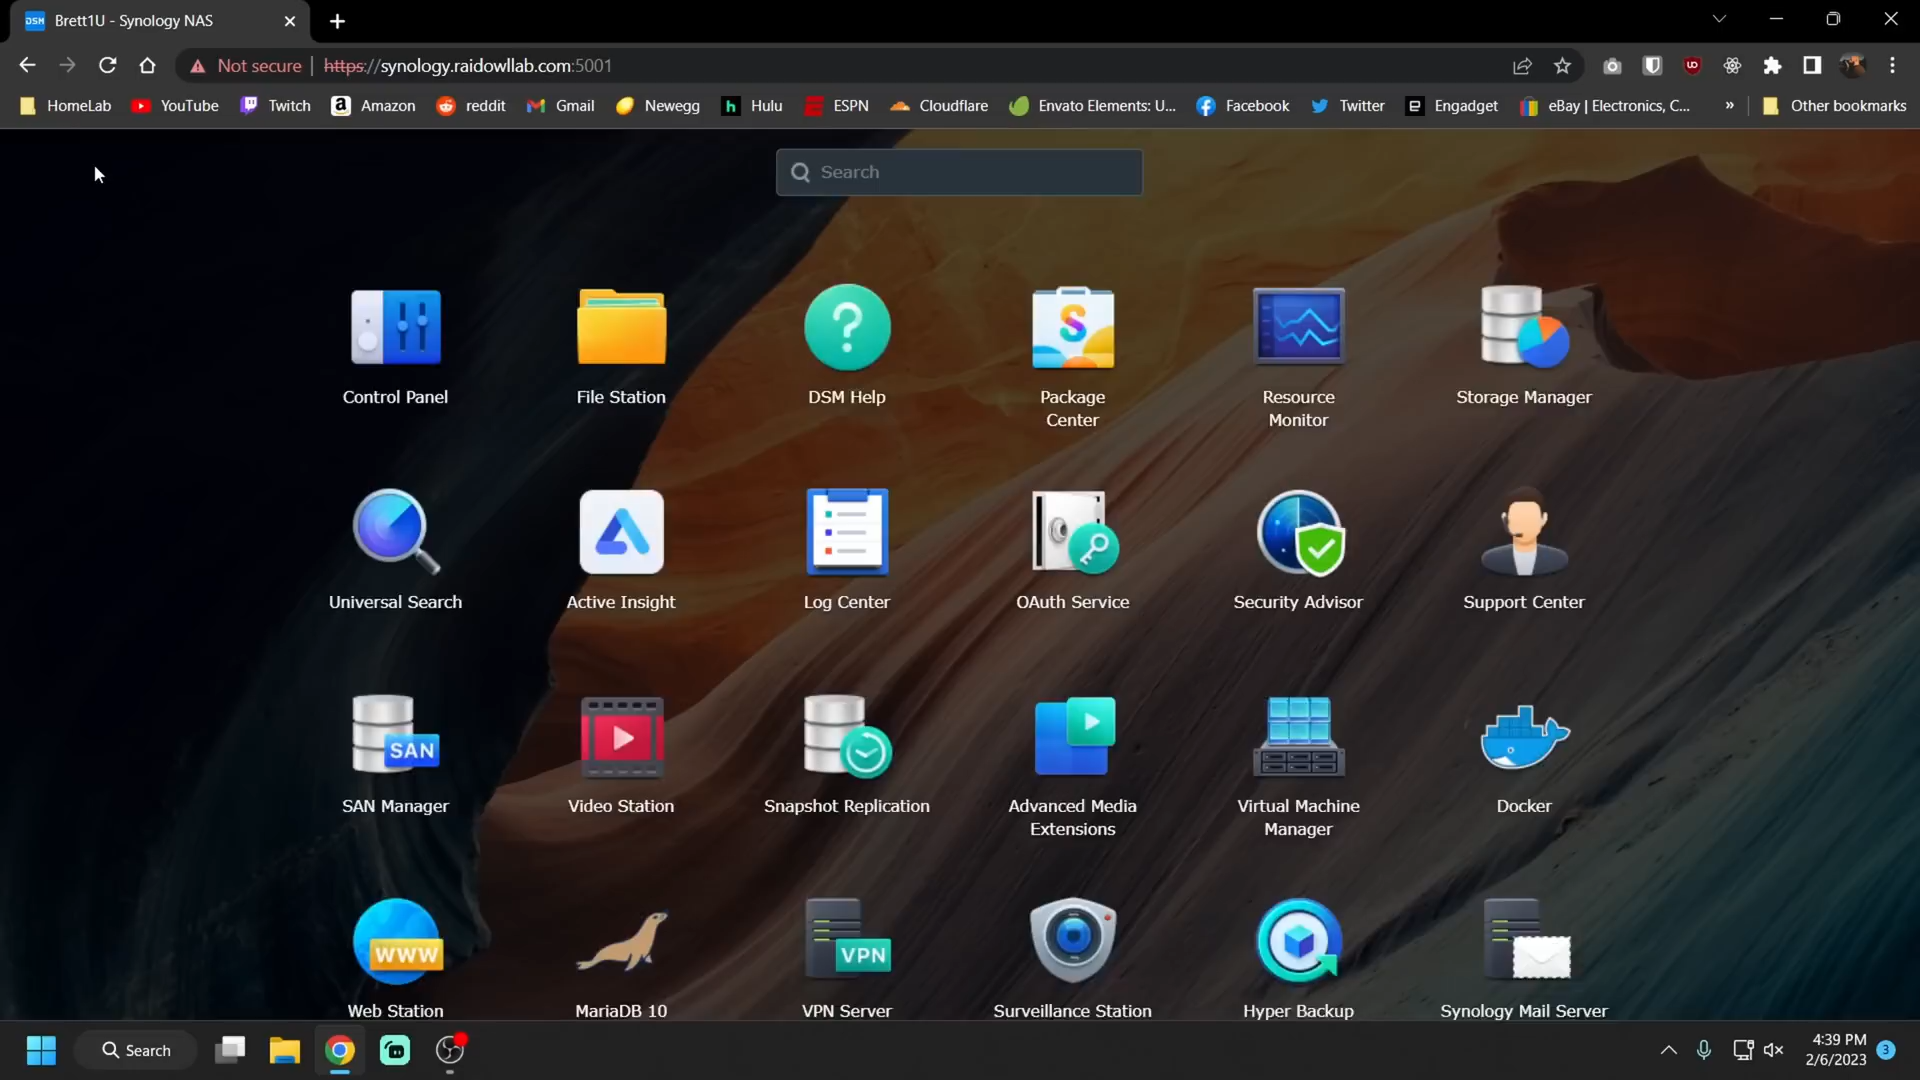 DSM Brett1U - Synology NAS
Not secure | https://synology.raidowllab.com:5001
HomeLab YouTube Twitch a Amazon reddit Gmail Newegg h Hulu ESPN Cloudflare Envato Elements: U... Facebook Twitter e Engadget eBay | Electronics, C... » Other bookmarks
Search
Control Panel File Station DSM Help Package Center Resource Monitor Storage Manager
Universal Search Active Insight Log Center OAuth Service Security Advisor Support Center
SAN
SAN Manager Video Station Snapshot Replication Advanced Media Extensions Virtual Machine Manager Docker
WWW VPN
Web Station MariaDB 10 VPN Server Surveillance Station Hyper Backup Synology Mail Server
Search
4:39 PM
2/6/2023 3